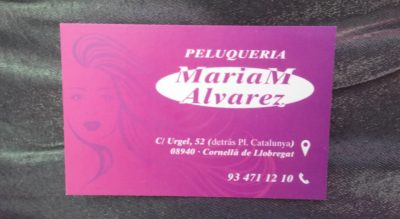 PELUQUERIA
MariaM
Alvarez
C/ Urgel, 52 (detrás Pl. Catalunya)
08940 · Cornellà de Llobregat
93 471 12 10